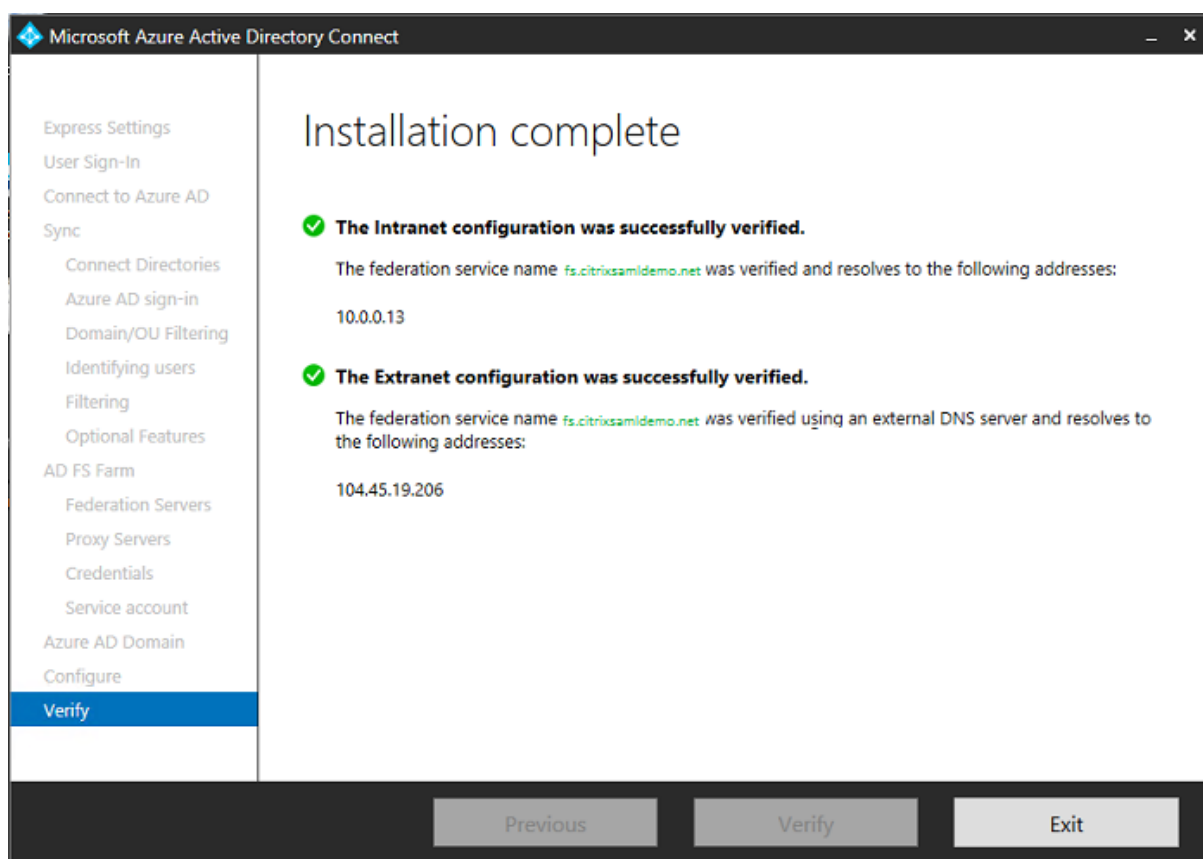 Microsoft Azure Active Directory Connect
Express Settings
User Sign-In
Connect to Azure AD
Sync
Connect Directories
Azure AD sign-in
Domain/OU Filtering
Identifying users
Filtering
Optional Features
AD FS Farm
Federation Servers
Proxy Servers
Credentials
Service account
Azure AD Domain
Configure
Verify
Installation complete
The Intranet configuration was successfully verified.
The federation service name fs.citrixsamldemo.net was verified and resolves to the following addresses:
10.0.0.13
The Extranet configuration was successfully verified.
The federation service name fs.citrixsamldemo.net was verified using an external DNS server and resolves to
the following addresses:
104.45.19.206
Previous
Verify
Exit